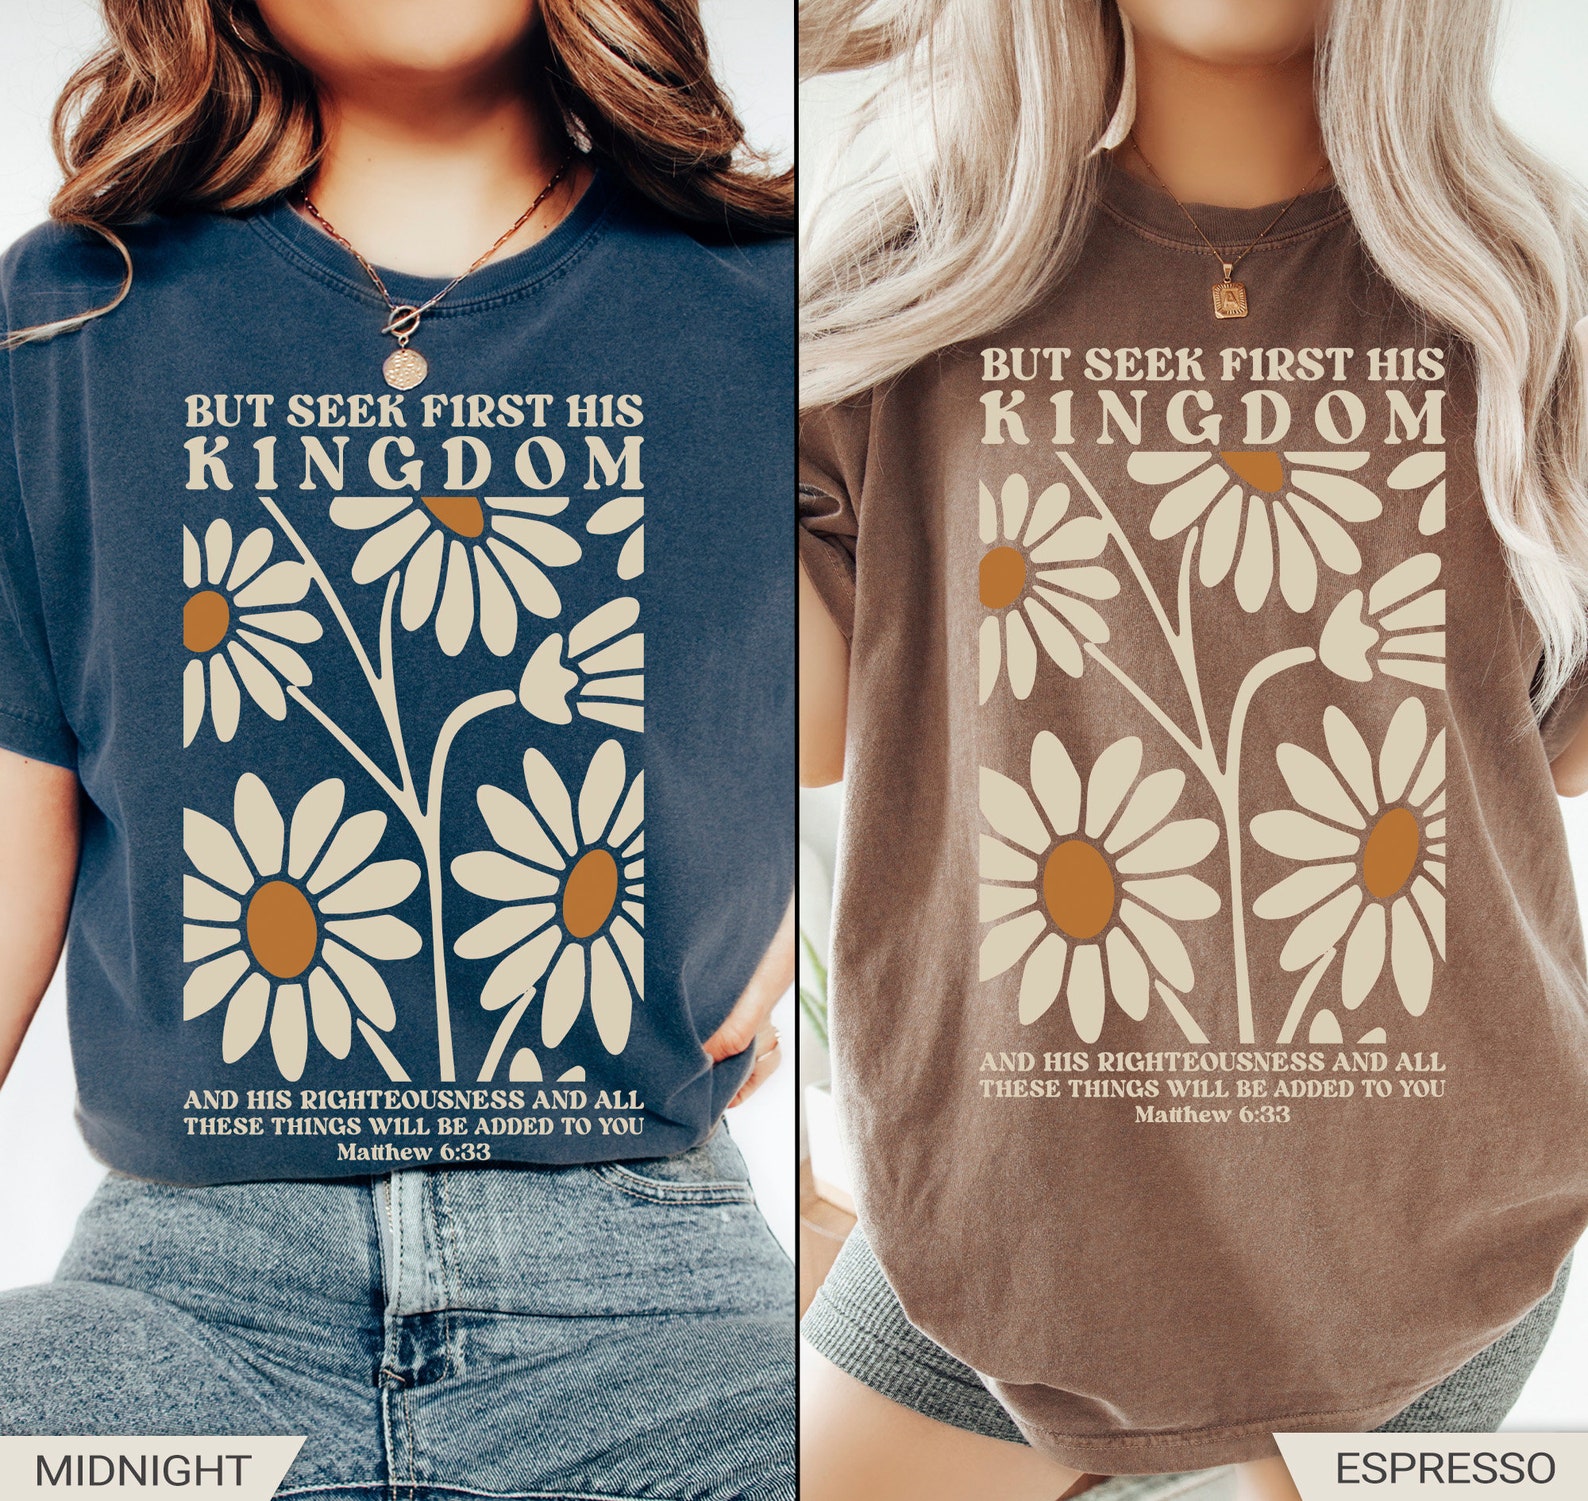 BUT SEEK FIRST HIS
KINGDOM
AND HIS RIGHTEOUSNESS AND ALL
THESE THINGS WILL BE ADDED TO YOU
Matthew 6:33
MIDNIGHT
A
BUT SEEK FIRST HIS
KINGDOM
AND HIS RIGHTEOUSNESS AND ALL
THESE THINGS WILL BE ADDED TO YOU
Matthew 6:33
ESPRESSO